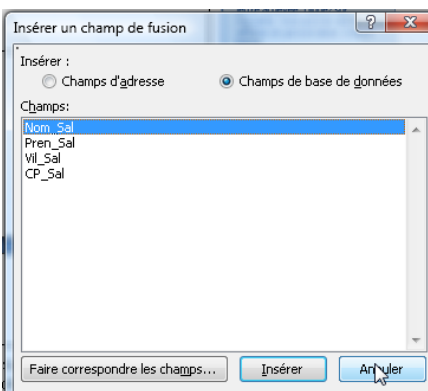 Insérer un champ de fusion
Insérer :
Champs d'adresse Champs de base de données
Champs:
Nom_Sal
Pren_Sal
Vil_Sal
CP_Sal
Faire correspondre les champs... Insérer Annuler